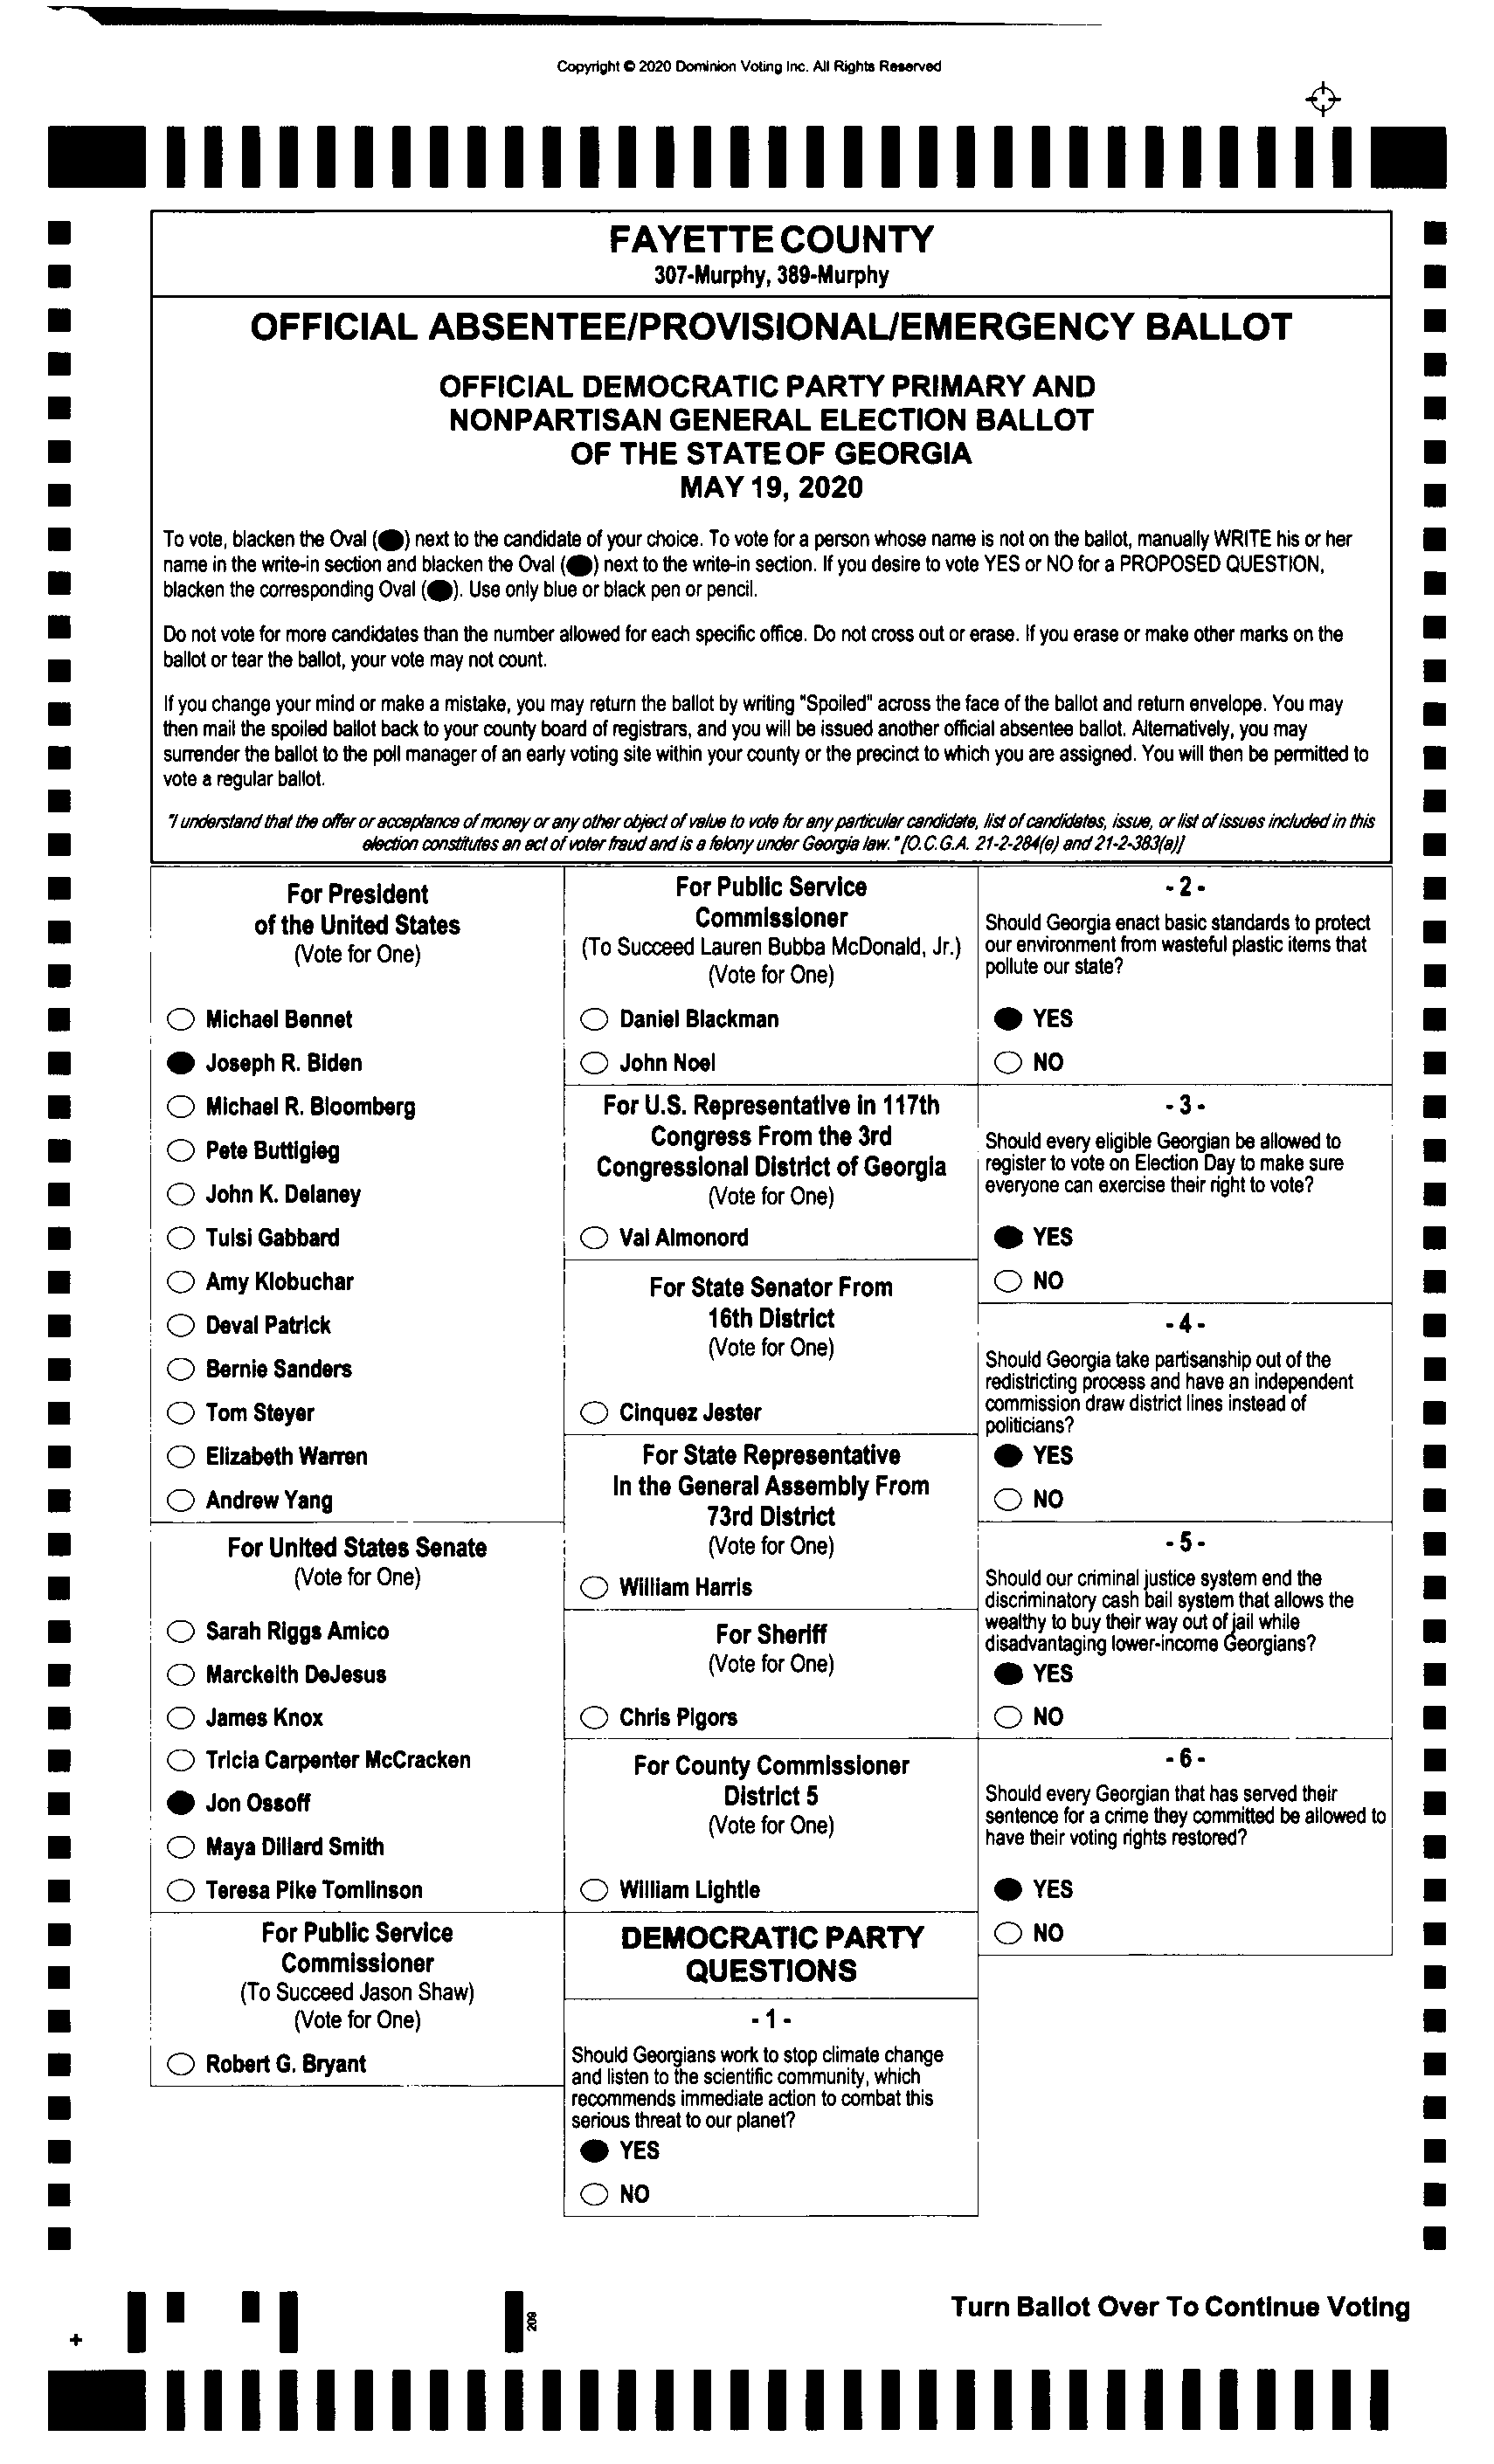 Copyright © 2020 Dominion Voting Inc. All Rights Reserved
FAYETTE COUNTY
307-Murphy, 389-Murphy
OFFICIAL ABSENTEE/PROVISIONAL/EMERGENCY BALLOT
OFFICIAL DEMOCRATIC PARTY PRIMARY AND
NONPARTISAN GENERAL ELECTION BALLOT
OF THE STATE OF GEORGIA
MAY 19, 2020
To vote, blacken the Oval (●) next to the candidate of your choice. To vote for a person whose name is not on the ballot, manually WRITE his or her
name in the write-in section and blacken the Oval (●) next to the write-in section. If you desire to vote YES or NO for a PROPOSED QUESTION,
blacken the corresponding Oval (●). Use only blue or black pen or pencil.
Do not vote for more candidates than the number allowed for each specific office. Do not cross out or erase. If you erase or make other marks on the
ballot or tear the ballot, your vote may not count.
If you change your mind or make a mistake, you may return the ballot by writing "Spoiled" across the face of the ballot and return envelope. You may
then mail the spoiled ballot back to your county board of registrars, and you will be issued another official absentee ballot. Alternatively, you may
surrender the ballot to the poll manager of an early voting site within your county or the precinct to which you are assigned. You will then be permitted to
vote a regular ballot.
"I understand that the offer or acceptance of money or any other object of value to vote for any particular candidate, list of candidates, issue, or list of issues included in this
election constitutes an act of voter fraud and is a felony under Georgia law." [O.C.G.A. 21-2-284(e) and 21-2-383(a)]
For President
of the United States
(Vote for One)
Michael Bennet
Joseph R. Biden
Michael R. Bloomberg
Pete Buttigieg
John K. Delaney
Tulsi Gabbard
Amy Klobuchar
Deval Patrick
Bernie Sanders
Tom Steyer
Elizabeth Warren
Andrew Yang
For United States Senate
(Vote for One)
Sarah Riggs Amico
Marckeith DeJesus
James Knox
Tricia Carpenter McCracken
Jon Ossoff
Maya Dillard Smith
Teresa Pike Tomlinson
For Public Service
Commissioner
(To Succeed Jason Shaw)
(Vote for One)
Robert G. Bryant
For Public Service
Commissioner
(To Succeed Lauren Bubba McDonald, Jr.)
(Vote for One)
Daniel Blackman
John Noel
For U.S. Representative in 117th
Congress From the 3rd
Congressional District of Georgia
(Vote for One)
Val Almonord
For State Senator From
16th District
(Vote for One)
Cinquez Jester
For State Representative
In the General Assembly From
73rd District
(Vote for One)
William Harris
For Sheriff
(Vote for One)
Chris Pigors
For County Commissioner
District 5
(Vote for One)
William Lightle
DEMOCRATIC PARTY
QUESTIONS
- 1 -
Should Georgians work to stop climate change
and listen to the scientific community, which
recommends immediate action to combat this
serious threat to our planet?
YES
NO
- 2 -
Should Georgia enact basic standards to protect
our environment from wasteful plastic items that
pollute our state?
YES
NO
- 3 -
Should every eligible Georgian be allowed to
register to vote on Election Day to make sure
everyone can exercise their right to vote?
YES
NO
- 4 -
Should Georgia take partisanship out of the
redistricting process and have an independent
commission draw district lines instead of
politicians?
YES
NO
- 5 -
Should our criminal justice system end the
discriminatory cash bail system that allows the
wealthy to buy their way out of jail while
disadvantaging lower-income Georgians?
YES
NO
- 6 -
Should every Georgian that has served their
sentence for a crime they committed be allowed to
have their voting rights restored?
YES
NO
Turn Ballot Over To Continue Voting
209